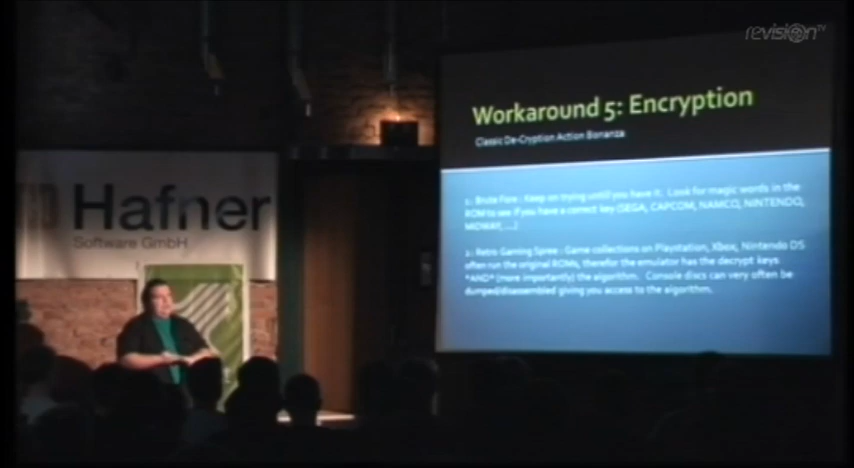 revision TV
Workaround 5: Encryption
Classic De-Cryption Action Bonanza
1: Brute Fore : Keep on trying untill you have it. Look for magic words in the
ROM to see if you have a correct key (SEGA, CAPCOM, NAMCO, NINTENDO,
MIDWAY, ...)
2: Retro Gaming Spree : Game collections on Playstation, Xbox, Nintendo DS
often run the original ROMs, therefor the emulator has the decrypt keys
*AND* (more importantly) the algorithm. Console discs can very often be
dumped/disassembled giving you access to the algorithm.
Hafner
Software GmbH